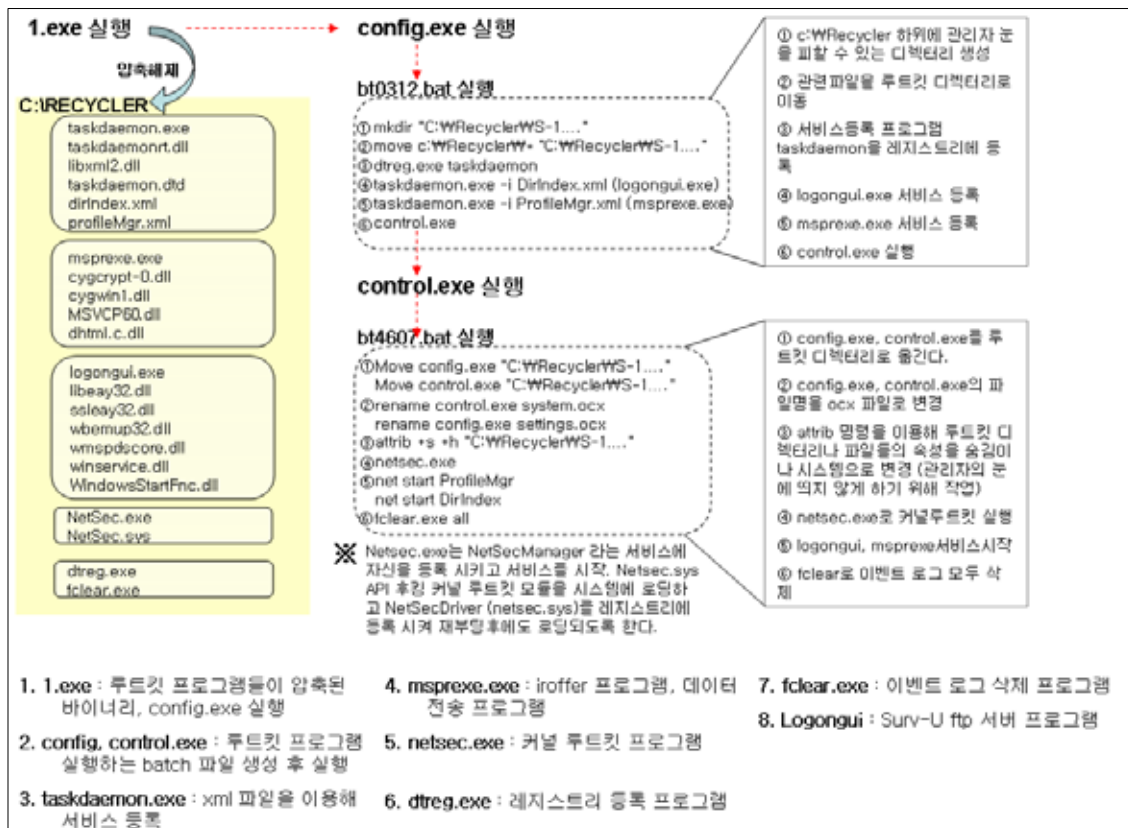 1.exe 실행
압축해제
C:\RECYCLER
taskdaemon.exe
taskdaemonrt.dll
libxml2.dll
taskdaemon.dtd
dirIndex.xml
profileMgr.xml
msprexe.exe
cygcrypt-0.dll
cygwin1.dll
MSVCP60.dll
dhtml.c.dll
logongui.exe
libeay32.dll
ssleay32.dll
wbemup32.dll
wmspdscore.dll
winservice.dll
WindowsStartFnc.dll
NetSec.exe
NetSec.sys
dtreg.exe
fclear.exe
config.exe 실행
bt0312.bat 실행
①mkdir "C:₩Recycler₩S-1...."
②move c:₩Recycler₩* "C:₩Recycler₩S-1...."
③dtreg.exe taskdaemon
④taskdaemon.exe -i DirIndex.xml (logongui.exe)
⑤taskdaemon.exe -i ProfileMgr.xml (msprexe.exe)
⑥control.exe
control.exe 실행
bt4607.bat 실행
①Move config.exe "C:₩Recycler₩S-1...."
Move control.exe "C:₩Recycler₩S-1...."
②rename control.exe system.ocx
rename config.exe settings.ocx
③attrib +s +h "C:₩Recycler₩S-1...."
④netsec.exe
⑤net start ProfileMgr
net start DirIndex
⑥fclear.exe all
※ Netsec.exe는 NetSecManager 라는 서비스에
자신을 등록 시키고 서비스를 시작. Netsec.sys
API 후킹 커널 루트킷 모듈을 시스템에 로딩하
고 NetSecDriver (netsec.sys)를 레지스트리에
등록 시켜 재부팅후에도 로딩되도록 한다.
① c:₩Recycler 하위에 관리자 눈
을 피할 수 있는 디렉터리 생성
② 관련파일을 루트킷 디렉터리로
이동
③ 서비스등록 프로그램
taskdaemon을 레지스트리에 등
록
④ logongui.exe 서비스 등록
⑤ msprexe.exe 서비스 등록
⑥ control.exe 실행
① config.exe, control.exe를 루
트킷 디렉터리로 옮긴다.
② config.exe, control.exe의 파
일명을 ocx 파일로 변경
③ attrib 명령을 이용해 루트킷 디
렉터리나 파일들의 속성을 숨김이
나 시스템으로 변경 (관리자의 눈
에 띄지 않게 하기 위해 작업)
④ netsec.exe로 커널루트킷 실행
⑤ logongui, msprexe서비스시작
⑥ fclear로 이벤트 로그 모두 삭
제
1. 1.exe : 루트킷 프로그램들이 압축된
바이너리, config.exe 실행
2. config, control.exe : 루트킷 프로그램
실행하는 batch 파일 생성 후 실행
3. taskdaemon.exe : xml 파일을 이용해
서비스 등록
4. msprexe.exe : iroffer 프로그램, 데이터
전송 프로그램
5. netsec.exe : 커널 루트킷 프로그램
6. dtreg.exe : 레지스트리 등록 프로그램
7. fclear.exe : 이벤트 로그 삭제 프로그램
8. Logongui : Surv-U ftp 서버 프로그램